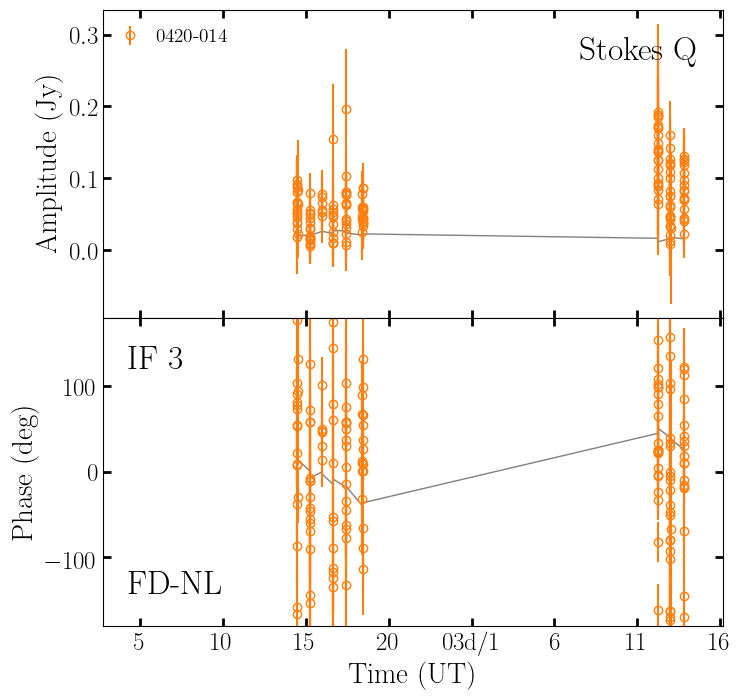 0420-014
Stokes Q
0.3
0.2
0.1
0.0
Amplitude (Jy)
IF 3
100
0
−100
Phase (deg)
FD-NL
5 10 15 20 03d/1 6 11 16
Time (UT)